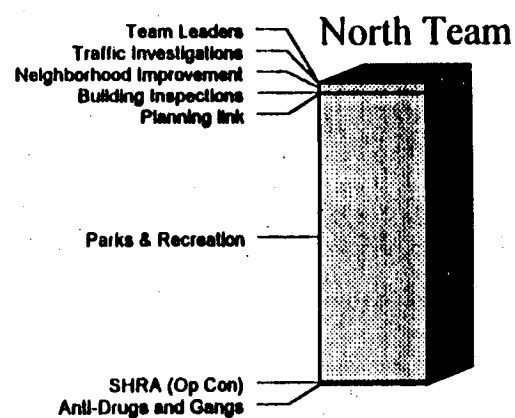 North Team
Team Leaders
Traffic Investigations
Neighborhood Improvement
Building Inspections
Planning link
Parks & Recreation
SHRA (Op Con)
Anti-Drugs and Gangs